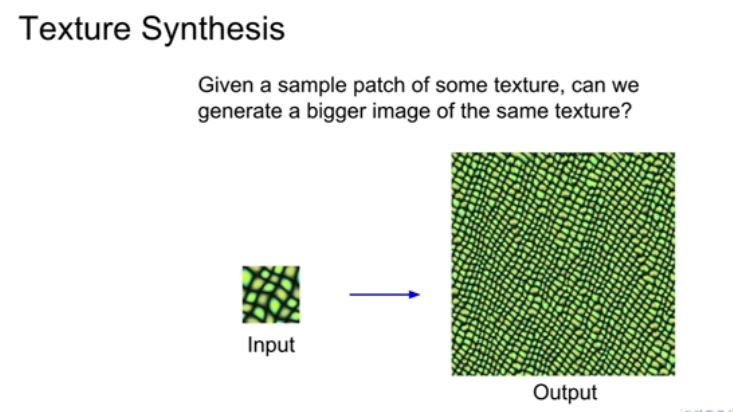 Texture Synthesis
Given a sample patch of some texture, can we
generate a bigger image of the same texture?
Input
Output